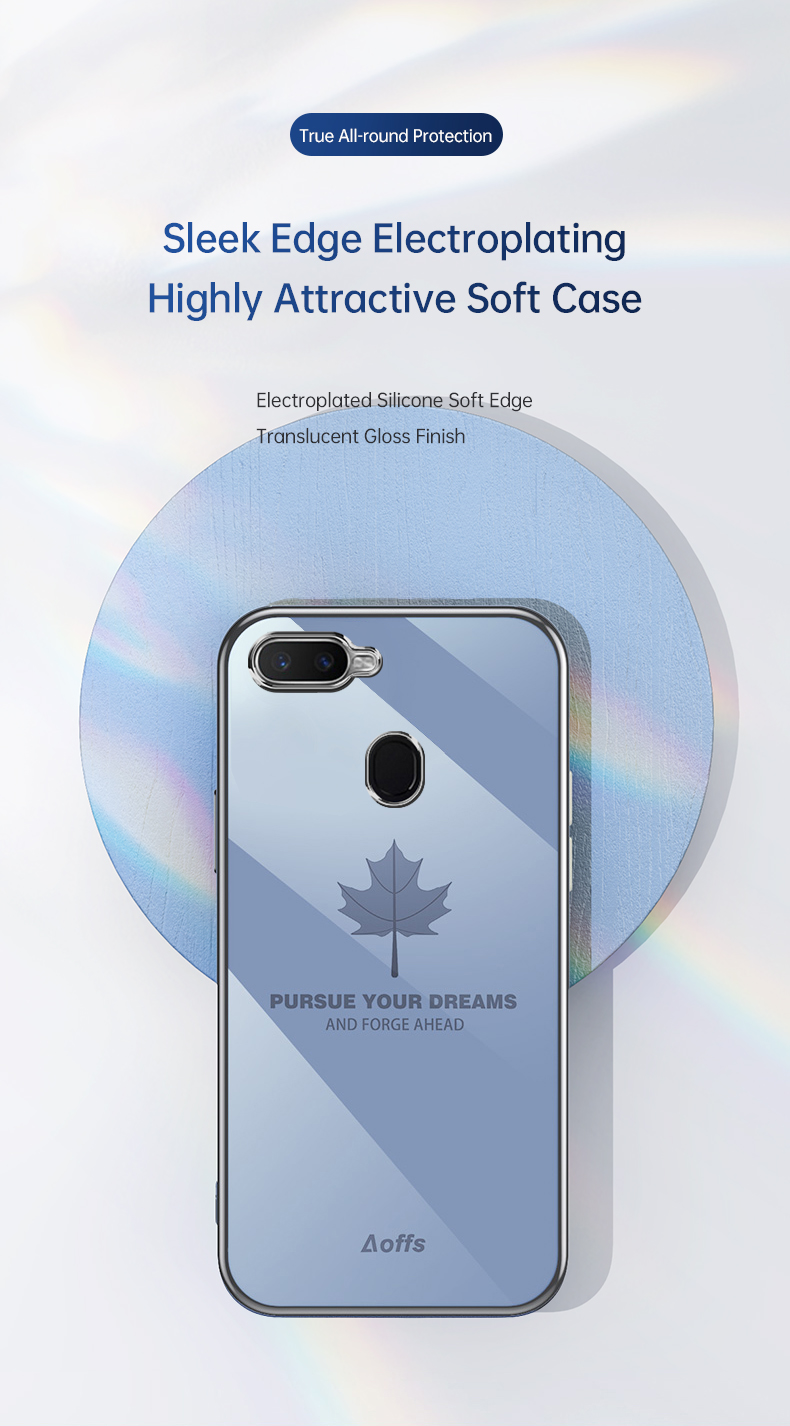 True All-round Protection
Sleek Edge Electroplating
Highly Attractive Soft Case
Electroplated Silicone Soft Edge
Translucent Gloss Finish
PURSUE YOUR DREAMS
AND FORGE AHEAD
Aoffs